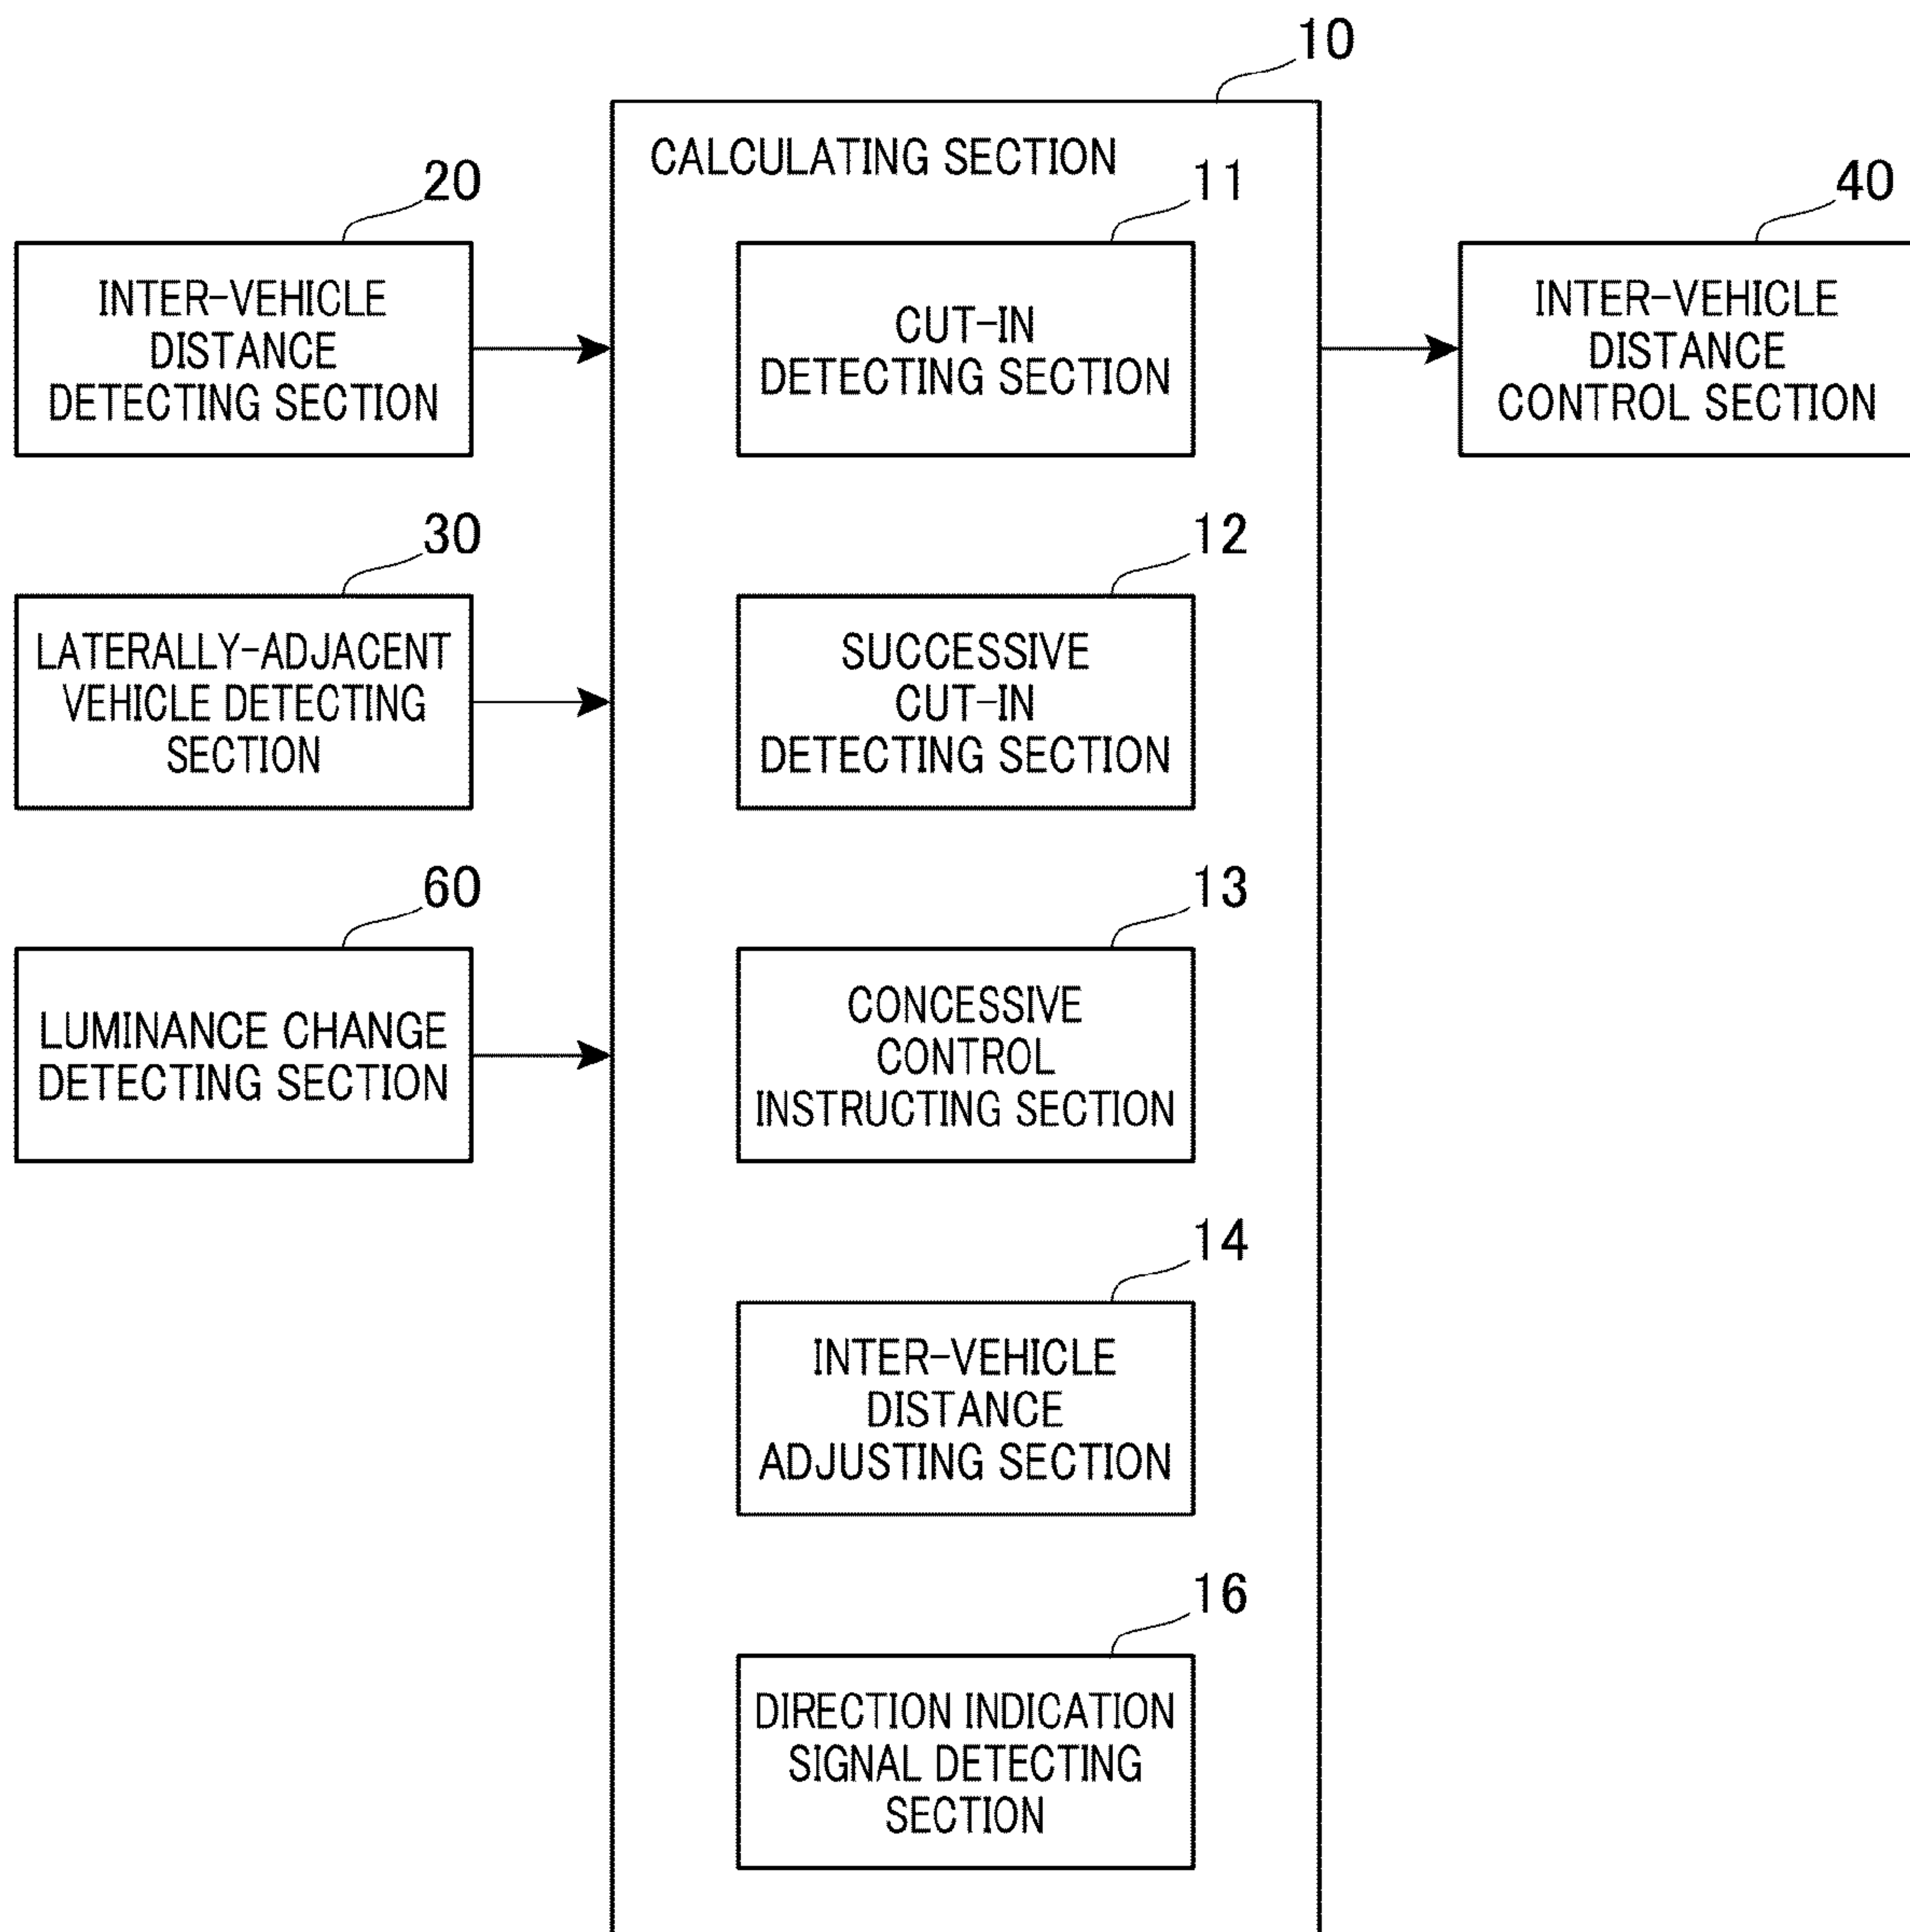 10
CALCULATING SECTION
20
INTER-VEHICLE
DISTANCE
DETECTING SECTION
11
CUT-IN
DETECTING SECTION
40
INTER-VEHICLE
DISTANCE
CONTROL SECTION
30
LATERALLY-ADJACENT
VEHICLE DETECTING
SECTION
12
SUCCESSIVE
CUT-IN
DETECTING SECTION
60
LUMINANCE CHANGE
DETECTING SECTION
13
CONCESSIVE
CONTROL
INSTRUCTING SECTION
14
INTER-VEHICLE
DISTANCE
ADJUSTING SECTION
16
DIRECTION INDICATION
SIGNAL DETECTING
SECTION